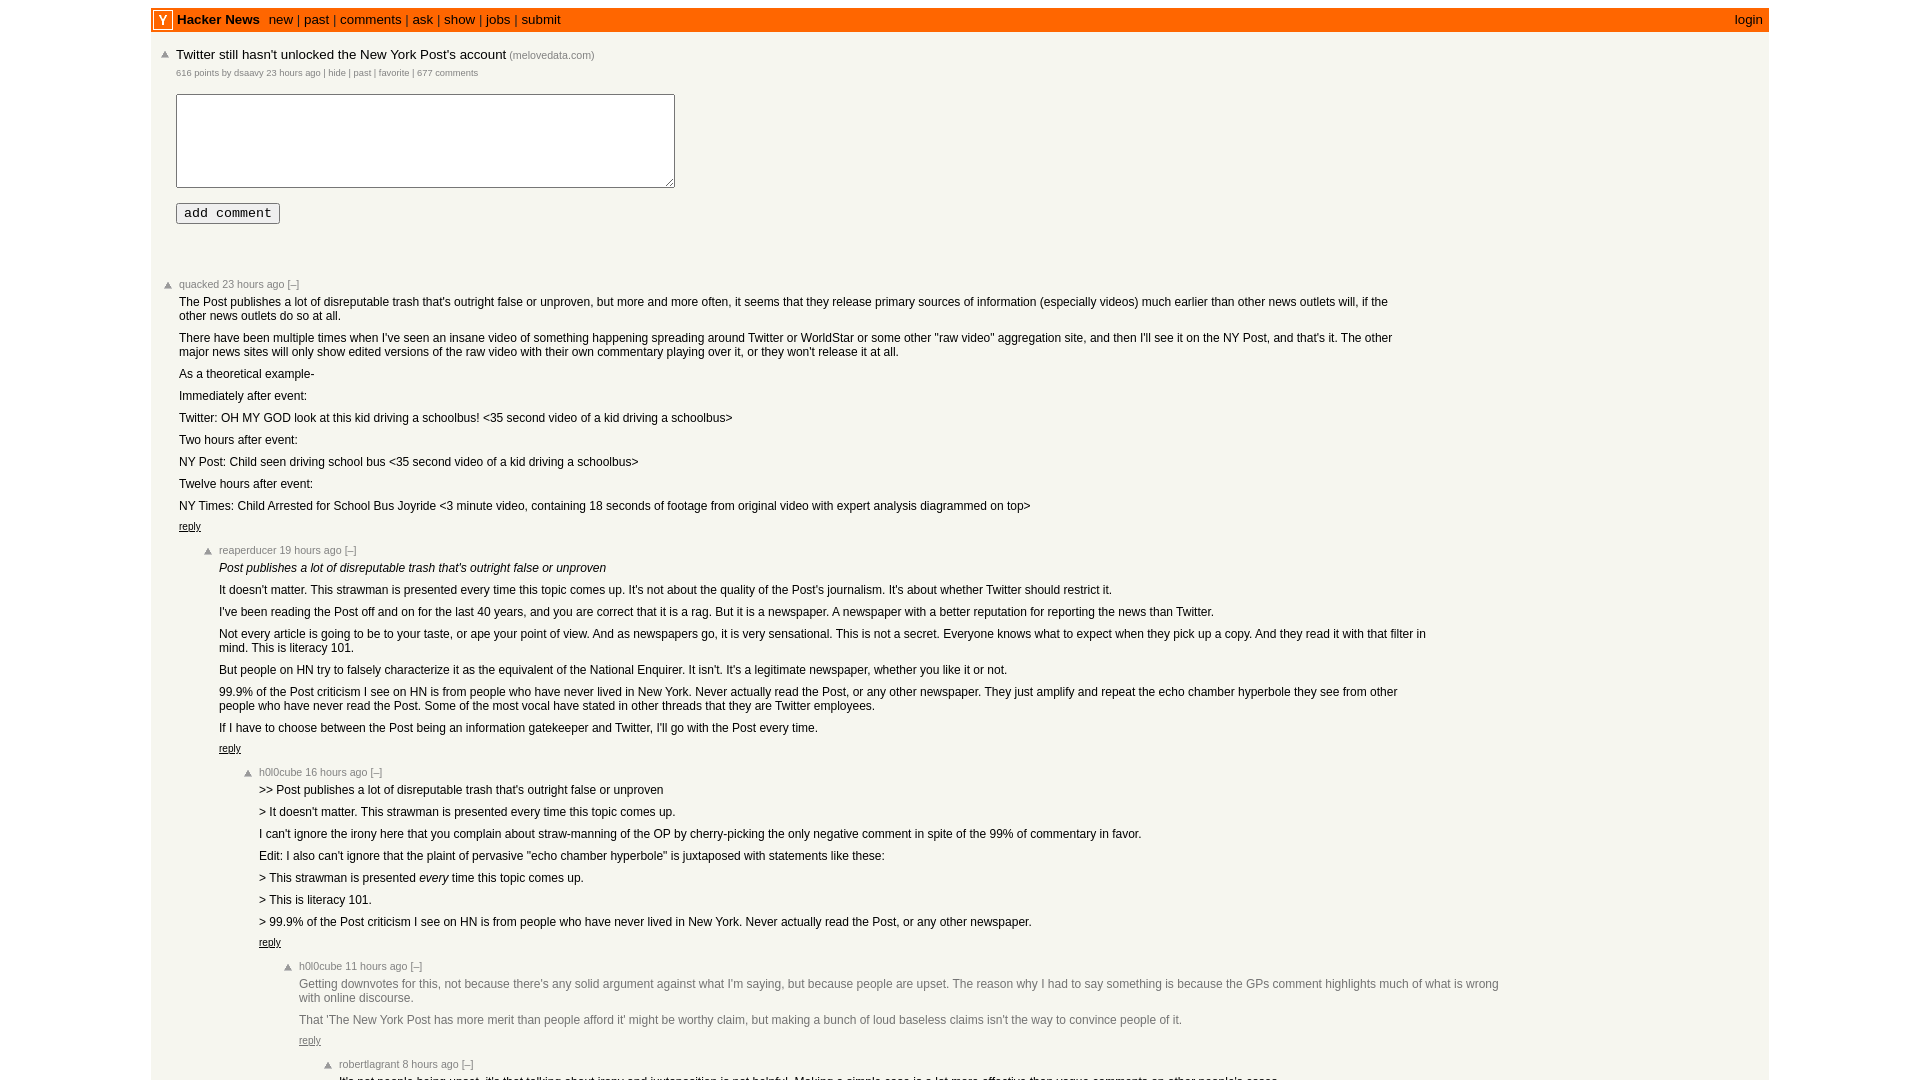 Y Hacker News new | past | comments | ask | show | jobs | submit login
Twitter still hasn't unlocked the New York Post's account (melovedata.com)
616 points by dsaavy 23 hours ago | hide | past | favorite | 677 comments
add comment
quacked 23 hours ago [–]
The Post publishes a lot of disreputable trash that's outright false or unproven, but more and more often, it seems that they release primary sources of information (especially videos) much earlier than other news outlets will, if the
other news outlets do so at all.
There have been multiple times when I've seen an insane video of something happening spreading around Twitter or WorldStar or some other "raw video" aggregation site, and then I'll see it on the NY Post, and that's it. The other
major news sites will only show edited versions of the raw video with their own commentary playing over it, or they won't release it at all.
As a theoretical example-
Immediately after event:
Twitter: OH MY GOD look at this kid driving a schoolbus! <35 second video of a kid driving a schoolbus>
Two hours after event:
NY Post: Child seen driving school bus <35 second video of a kid driving a schoolbus>
Twelve hours after event:
NY Times: Child Arrested for School Bus Joyride <3 minute video, containing 18 seconds of footage from original video with expert analysis diagrammed on top>
reply
reaperducer 19 hours ago [–]
Post publishes a lot of disreputable trash that's outright false or unproven
It doesn't matter. This strawman is presented every time this topic comes up. It's not about the quality of the Post's journalism. It's about whether Twitter should restrict it.
I've been reading the Post off and on for the last 40 years, and you are correct that it is a rag. But it is a newspaper. A newspaper with a better reputation for reporting the news than Twitter.
Not every article is going to be to your taste, or ape your point of view. And as newspapers go, it is very sensational. This is not a secret. Everyone knows what to expect when they pick up a copy. And they read it with that filter in
mind. This is literacy 101.
But people on HN try to falsely characterize it as the equivalent of the National Enquirer. It isn't. It's a legitimate newspaper, whether you like it or not.
99.9% of the Post criticism I see on HN is from people who have never lived in New York. Never actually read the Post, or any other newspaper. They just amplify and repeat the echo chamber hyperbole they see from other
people who have never read the Post. Some of the most vocal have stated in other threads that they are Twitter employees.
If I have to choose between the Post being an information gatekeeper and Twitter, I'll go with the Post every time.
reply
h0l0cube 16 hours ago [–]
>> Post publishes a lot of disreputable trash that's outright false or unproven
> It doesn't matter. This strawman is presented every time this topic comes up.
I can't ignore the irony here that you complain about straw-manning of the OP by cherry-picking the only negative comment in spite of the 99% of commentary in favor.
Edit: I also can't ignore that the plaint of pervasive "echo chamber hyperbole" is juxtaposed with statements like these:
> This strawman is presented every time this topic comes up.
> This is literacy 101.
> 99.9% of the Post criticism I see on HN is from people who have never lived in New York. Never actually read the Post, or any other newspaper.
reply
h0l0cube 11 hours ago [–]
Getting downvotes for this, not because there's any solid argument against what I'm saying, but because people are upset. The reason why I had to say something is because the GPs comment highlights much of what is wrong
with online discourse.
That 'The New York Post has more merit than people afford it' might be worthy claim, but making a bunch of loud baseless claims isn't the way to convince people of it.
reply
robertlagrant 8 hours ago [–]
It's not people being upset, it's that talking about irony and juxtaposition is not helpful. Making a simple case is a lot more effective than vague comments on other people's cases.